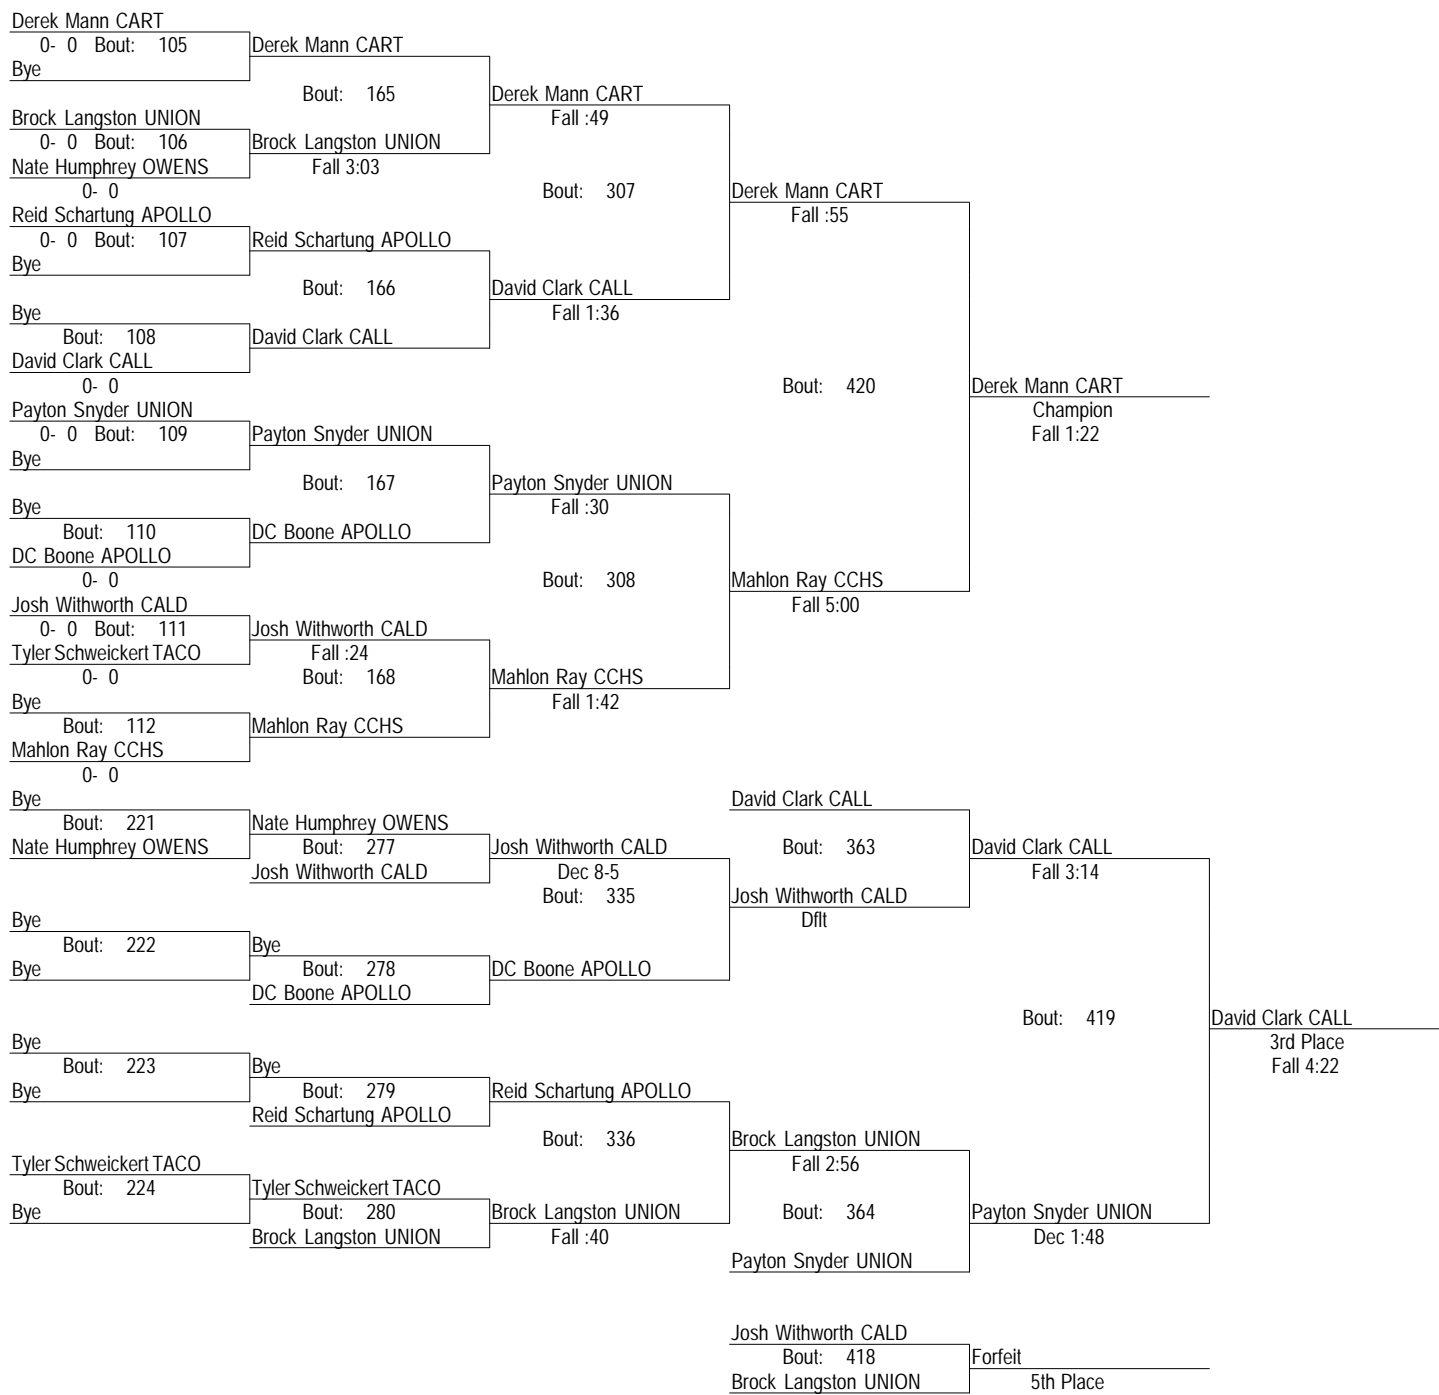 Derek Mann CART
0- 0 Bout: 105 Derek Mann CART
Bye
Bout: 165 Derek Mann CART
Brock Langston UNION Fall :49
0- 0 Bout: 106 Brock Langston UNION
Nate Humphrey OWENS Fall 3:03
0- 0 Bout: 307 Derek Mann CART
Reid Schartung APOLLO Fall :55
0- 0 Bout: 107 Reid Schartung APOLLO
Bye
Bout: 166 David Clark CALL
Bye Fall 1:36
Bout: 108 David Clark CALL
David Clark CALL
0- 0 Bout: 420 Derek Mann CART
Payton Snyder UNION Champion
0- 0 Bout: 109 Payton Snyder UNION Fall 1:22
Bye
Bout: 167 Payton Snyder UNION
Bye Fall :30
Bout: 110 DC Boone APOLLO
DC Boone APOLLO
0- 0 Bout: 308 Mahlon Ray CCHS
Josh Withworth CALD Fall 5:00
0- 0 Bout: 111 Josh Withworth CALD
Tyler Schweickert TACO Fall :24
0- 0 Bout: 168 Mahlon Ray CCHS
Bye Fall 1:42
Bout: 112 Mahlon Ray CCHS
Mahlon Ray CCHS
0- 0
Bye David Clark CALL
Bout: 221 Nate Humphrey OWENS
Nate Humphrey OWENS Bout: 277 Josh Withworth CALD Bout: 363 David Clark CALL
Josh Withworth CALD Dec 8-5 Fall 3:14
Bout: 335 Josh Withworth CALD
Bye Dflt
Bout: 222 Bye
Bye Bout: 278 DC Boone APOLLO
DC Boone APOLLO
Bout: 419 David Clark CALL
Bye 3rd Place
Bout: 223 Bye Fall 4:22
Bye Bout: 279 Reid Schartung APOLLO
Reid Schartung APOLLO
Bout: 336 Brock Langston UNION
Tyler Schweickert TACO Fall 2:56
Bout: 224 Tyler Schweickert TACO
Bye Bout: 280 Brock Langston UNION Bout: 364 Payton Snyder UNION
Brock Langston UNION Fall :40 Dec 1:48
Payton Snyder UNION
Josh Withworth CALD
Bout: 418 Forfeit
Brock Langston UNION 5th Place